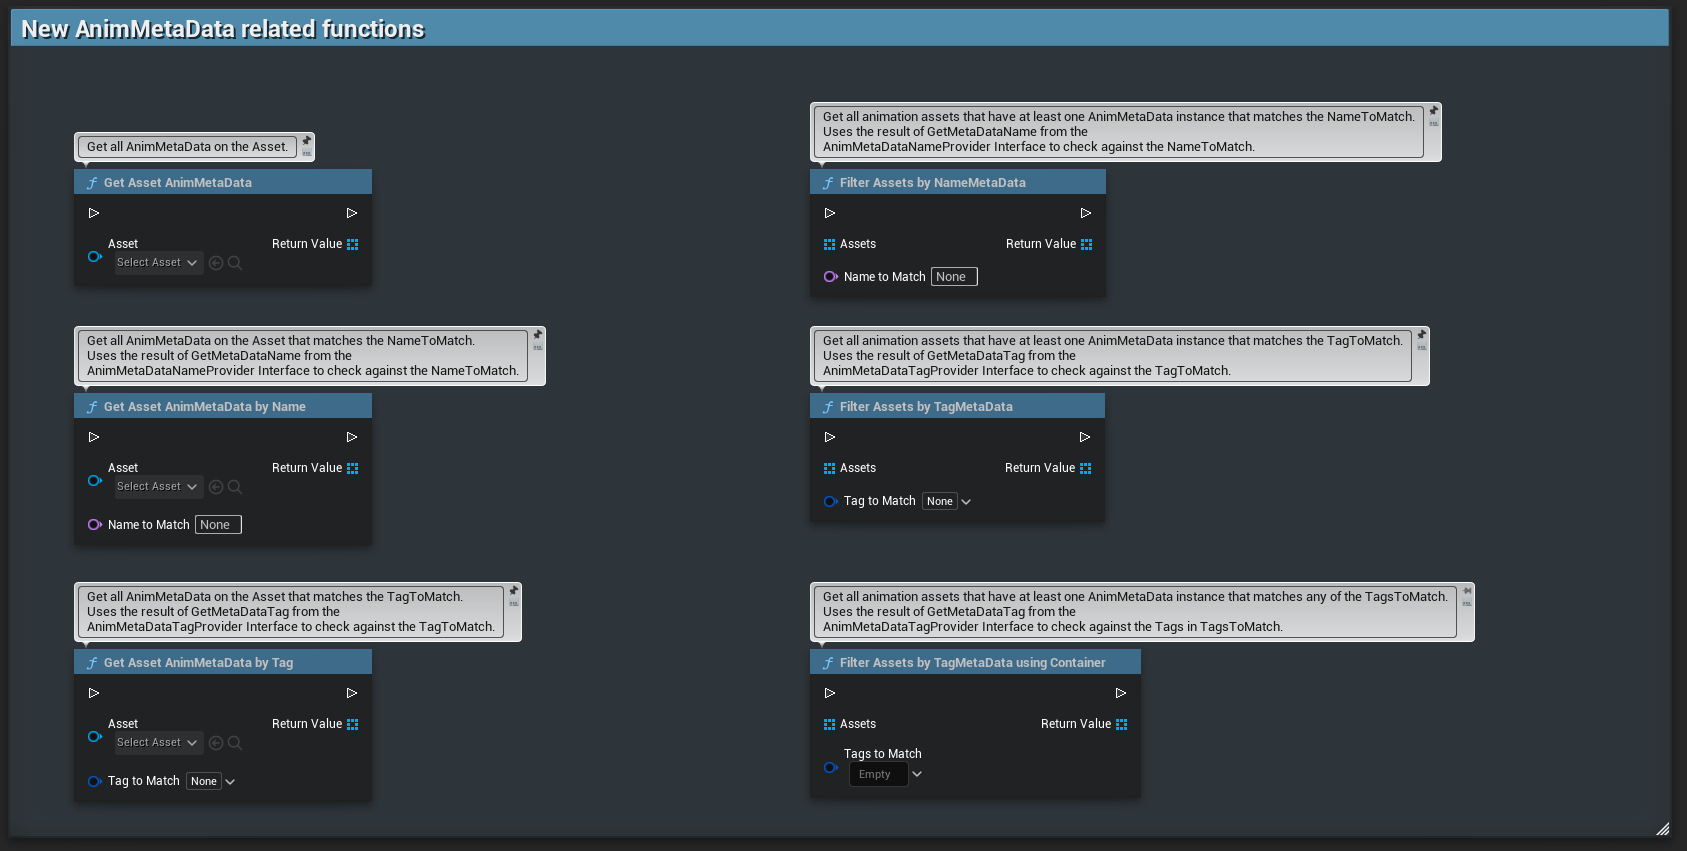 New AnimMetaData related functions
Get all AnimMetaData on the Asset.
Get Asset AnimMetaData
Asset
Return Value
Select Asset
Get all AnimMetaData on the Asset that matches the NameToMatch.
Uses the result of GetMetaDataName from the
AnimMetaDataNameProvider Interface to check against the NameToMatch.
Get Asset AnimMetaData by Name
Asset
Return Value
Select Asset
Name to Match None
Get all AnimMetaData on the Asset that matches the TagToMatch.
Uses the result of GetMetaDataTag from the
AnimMetaDataTagProvider Interface to check against the TagToMatch.
Get Asset AnimMetaData by Tag
Asset
Return Value
Select Asset
Tag to Match None
Get all animation assets that have at least one AnimMetaData instance that matches the NameToMatch.
Uses the result of GetMetaDataName from the
AnimMetaDataNameProvider Interface to check against the NameToMatch.
Filter Assets by NameMetaData
Assets
Return Value
Name to Match None
Get all animation assets that have at least one AnimMetaData instance that matches the TagToMatch.
Uses the result of GetMetaDataTag from the
AnimMetaDataTagProvider Interface to check against the TagToMatch.
Filter Assets by TagMetaData
Assets
Return Value
Tag to Match None
Get all animation assets that have at least one AnimMetaData instance that matches any of the TagsToMatch.
Uses the result of GetMetaDataTag from the
AnimMetaDataTagProvider Interface to check against the Tags in TagsToMatch.
Filter Assets by TagMetaData using Container
Assets
Return Value
Tags to Match
Empty